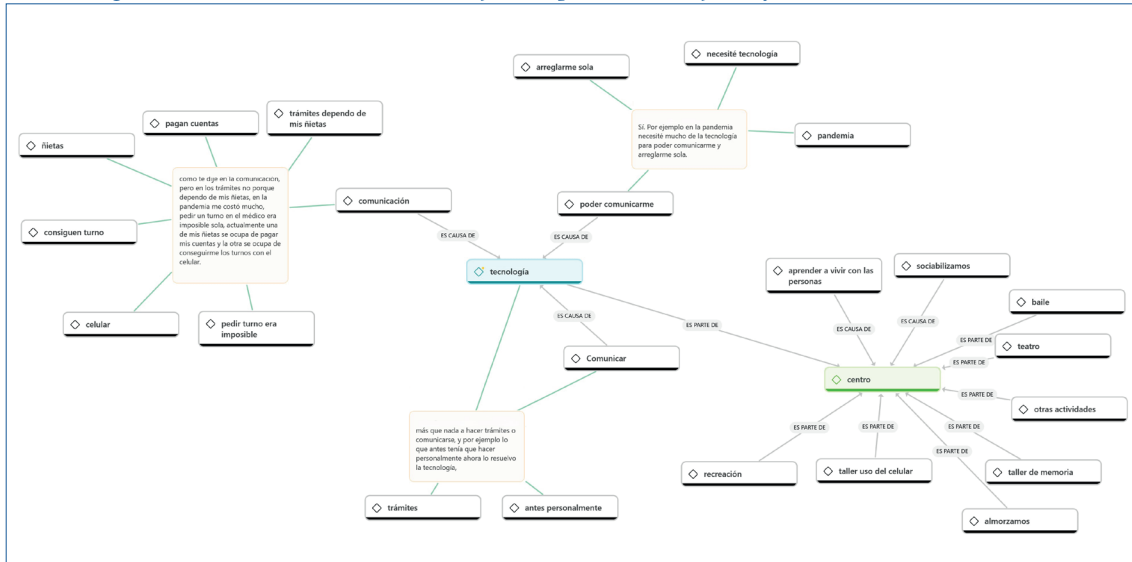 arreglarme sola
necesité tecnología
pagan cuentas
trámites dependo de
mis ñietas
ñietas
Sí. Por ejemplo en la pandemia
necesité mucho de la tecnología
para poder comunicarme y
arreglarme sola.
pandemia
como te dije en la comunicación,
pero en los trámites no porque
dependo de mis ñietas, en la
pandemia me costó mucho,
pedir un turno en el médico era
imposible sola, actualmente una
de mis ñietas se ocupa de pagar
mis cuentas y la otra se ocupa de
conseguirme los turnos con el
celular.
comunicación
poder comunicarme
consiguen turno
ES CAUSA DE
ES CAUSA DE
tecnología
aprender a vivir con las
personas
sociabilizamos
baile
celular
pedir turno era
imposible
ES CAUSA DE
ES PARTE DE
ES CAUSA DE
ES CAUSA DE
ES PARTE DE
teatro
Comunicar
ES PARTE DE
centro
otras actividades
más que nada a hacer trámites o
comunicarse, y por ejemplo lo
que antes tenía que hacer
personalmente ahora lo resuelvo
la tecnología,
ES PARTE DE
ES PARTE DE
ES PARTE DE
ES PARTE DE
recreación
taller uso del celular
taller de memoria
trámites
antes personalmente
almorzamos